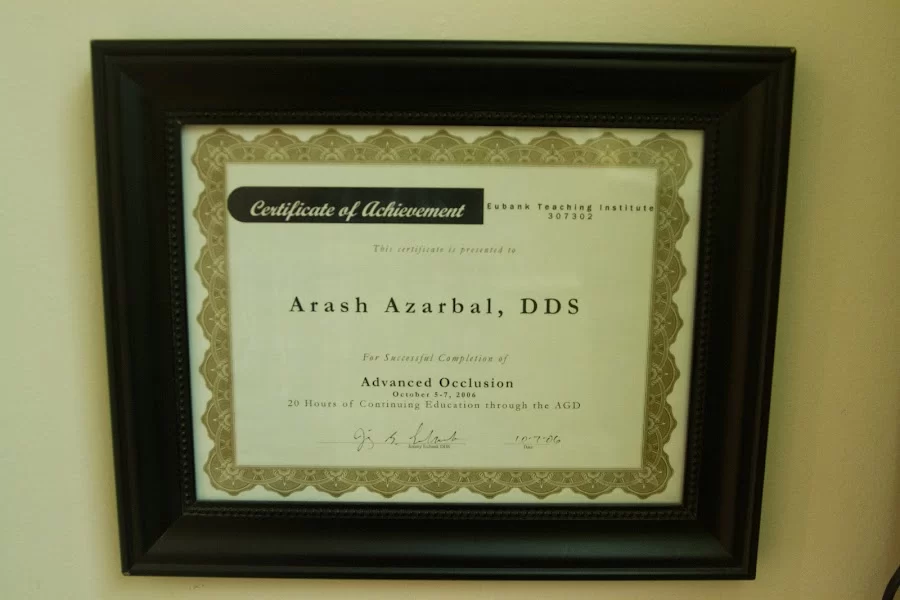 Certificate of Achievement
Eubank Teaching Institute
307302
This certificate is presented to
Arash Azarbal, DDS
For Successful Completion of
Advanced Occlusion
October 5-7, 2006
20 Hours of Continuing Education through the AGD
10-7-06
Date